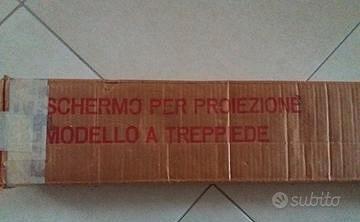 SCHERMO PER PROIEZIONE
MODELLO A TREPPIEDE
subito